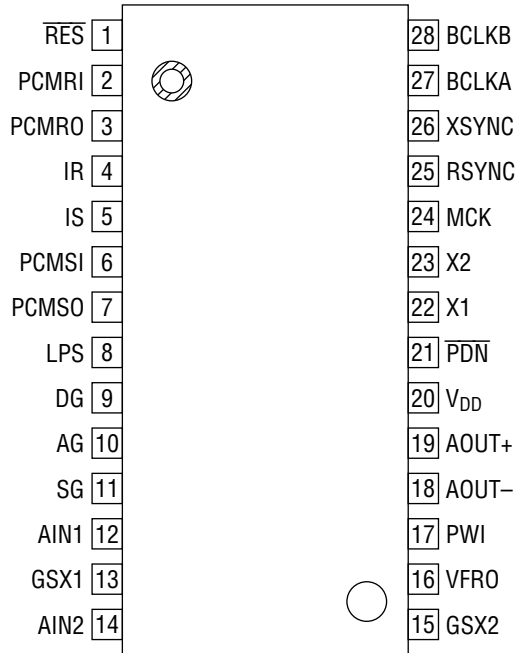 R̅E̅S̅ 1 28 BCLKB
PCMRI 2 27 BCLKA
PCMRO 3 26 XSYNC
IR 4 25 RSYNC
IS 5 24 MCK
PCMSI 6 23 X2
PCMSO 7 22 X1
LPS 8 21 P̅D̅N̅
DG 9 20 VDD
AG 10 19 AOUT+
SG 11 18 AOUT–
AIN1 12 17 PWI
GSX1 13 16 VFRO
AIN2 14 15 GSX2